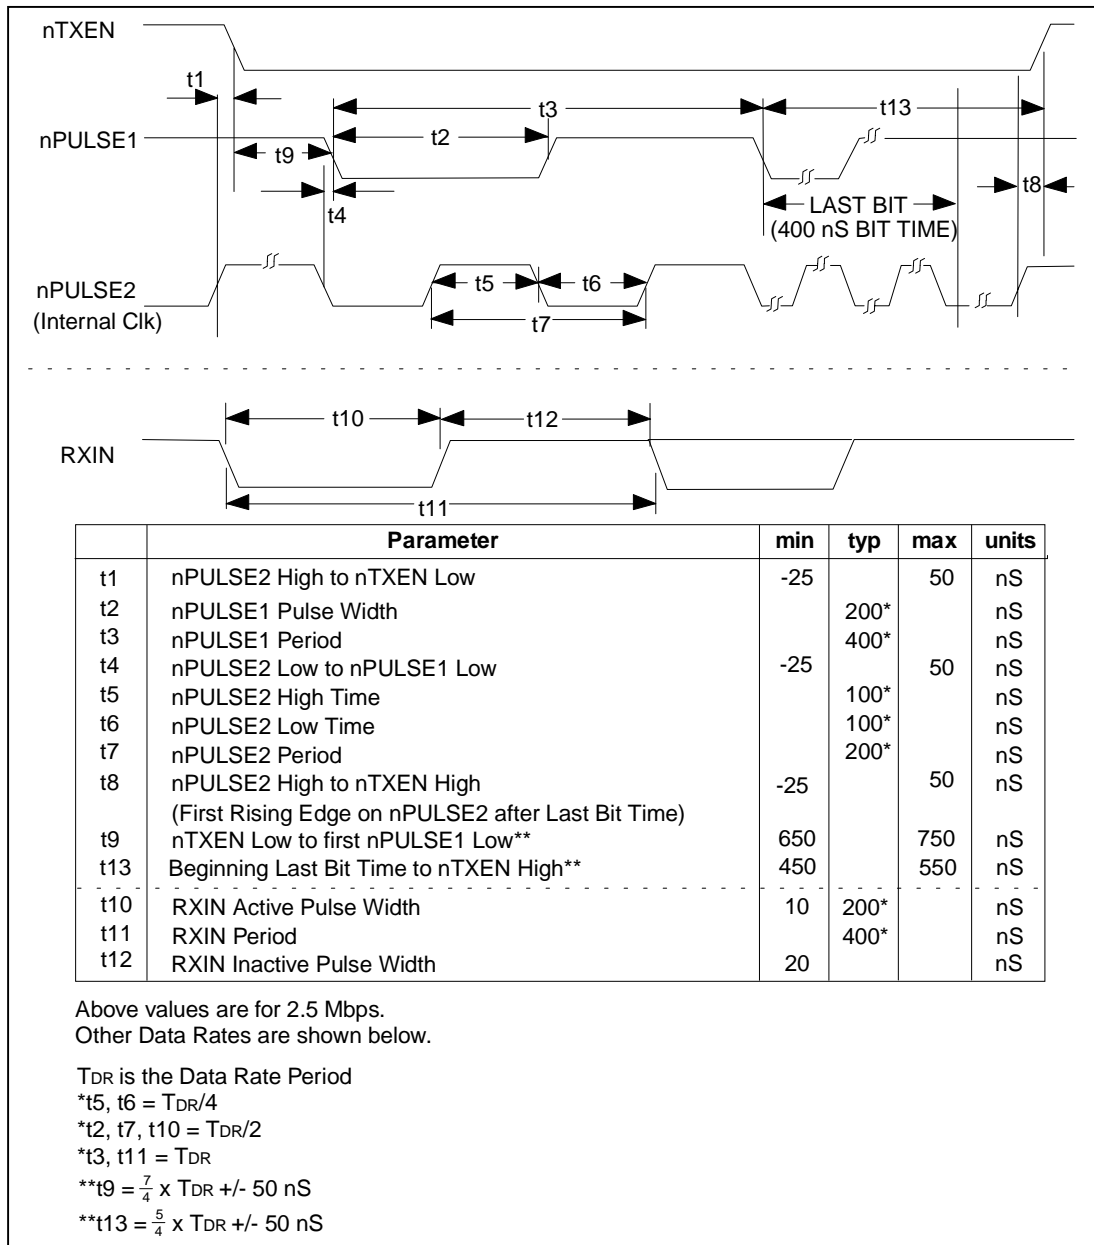 nTXEN
t1
t3
t13
nPULSE1
t2
t9
t8
t4
LAST BIT
(400 nS BIT TIME)
nPULSE2
(Internal Clk)
t5
t6
t7
RXIN
t10
t12
t11
Parameter min typ max units
t1 nPULSE2 High to nTXEN Low -25 50 nS
t2 nPULSE1 Pulse Width 200* nS
t3 nPULSE1 Period 400* nS
t4 nPULSE2 Low to nPULSE1 Low -25 50 nS
t5 nPULSE2 High Time 100* nS
t6 nPULSE2 Low Time 100* nS
t7 nPULSE2 Period 200* nS
t8 nPULSE2 High to nTXEN High -25 50 nS
(First Rising Edge on nPULSE2 after Last Bit Time)
t9 nTXEN Low to first nPULSE1 Low** 650 750 nS
t13 Beginning Last Bit Time to nTXEN High** 450 550 nS
t10 RXIN Active Pulse Width 10 200* nS
t11 RXIN Period 400* nS
t12 RXIN Inactive Pulse Width 20 nS
Above values are for 2.5 Mbps.
Other Data Rates are shown below.
TDR is the Data Rate Period
*t5, t6 = TDR/4
*t2, t7, t10 = TDR/2
*t3, t11 = TDR
**t9 = 7/4 x TDR +/- 50 nS
**t13 = 5/4 x TDR +/- 50 nS